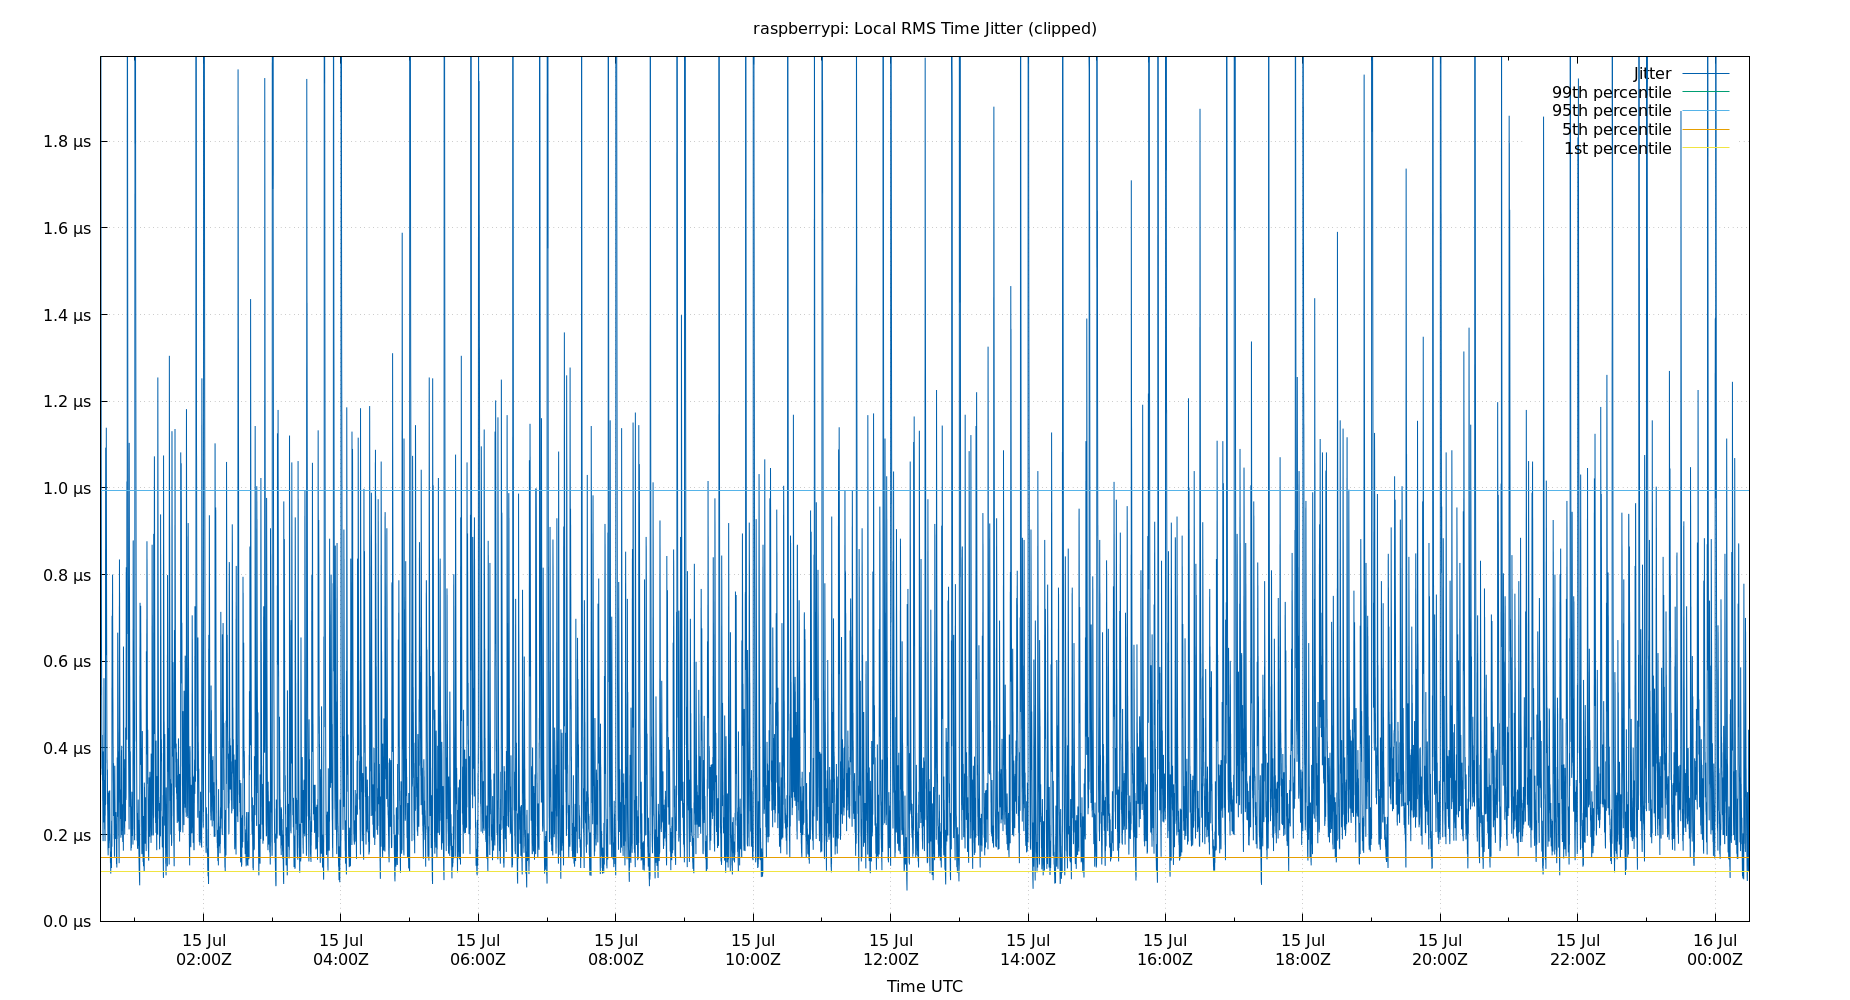 raspberrypi: Local RMS Time Jitter (clipped)
Jitter
99th percentile
95th percentile
5th percentile
1st percentile
1.8 μs
1.6 μs
1.4 μs
1.2 μs
1.0 μs
0.8 μs
0.6 μs
0.4 μs
0.2 μs
0.0 μs
15 Jul 15 Jul 15 Jul 15 Jul 15 Jul 15 Jul 15 Jul 15 Jul 15 Jul 15 Jul 15 Jul 16 Jul
02:00Z 04:00Z 06:00Z 08:00Z 10:00Z 12:00Z 14:00Z 16:00Z 18:00Z 20:00Z 22:00Z 00:00Z
Time UTC